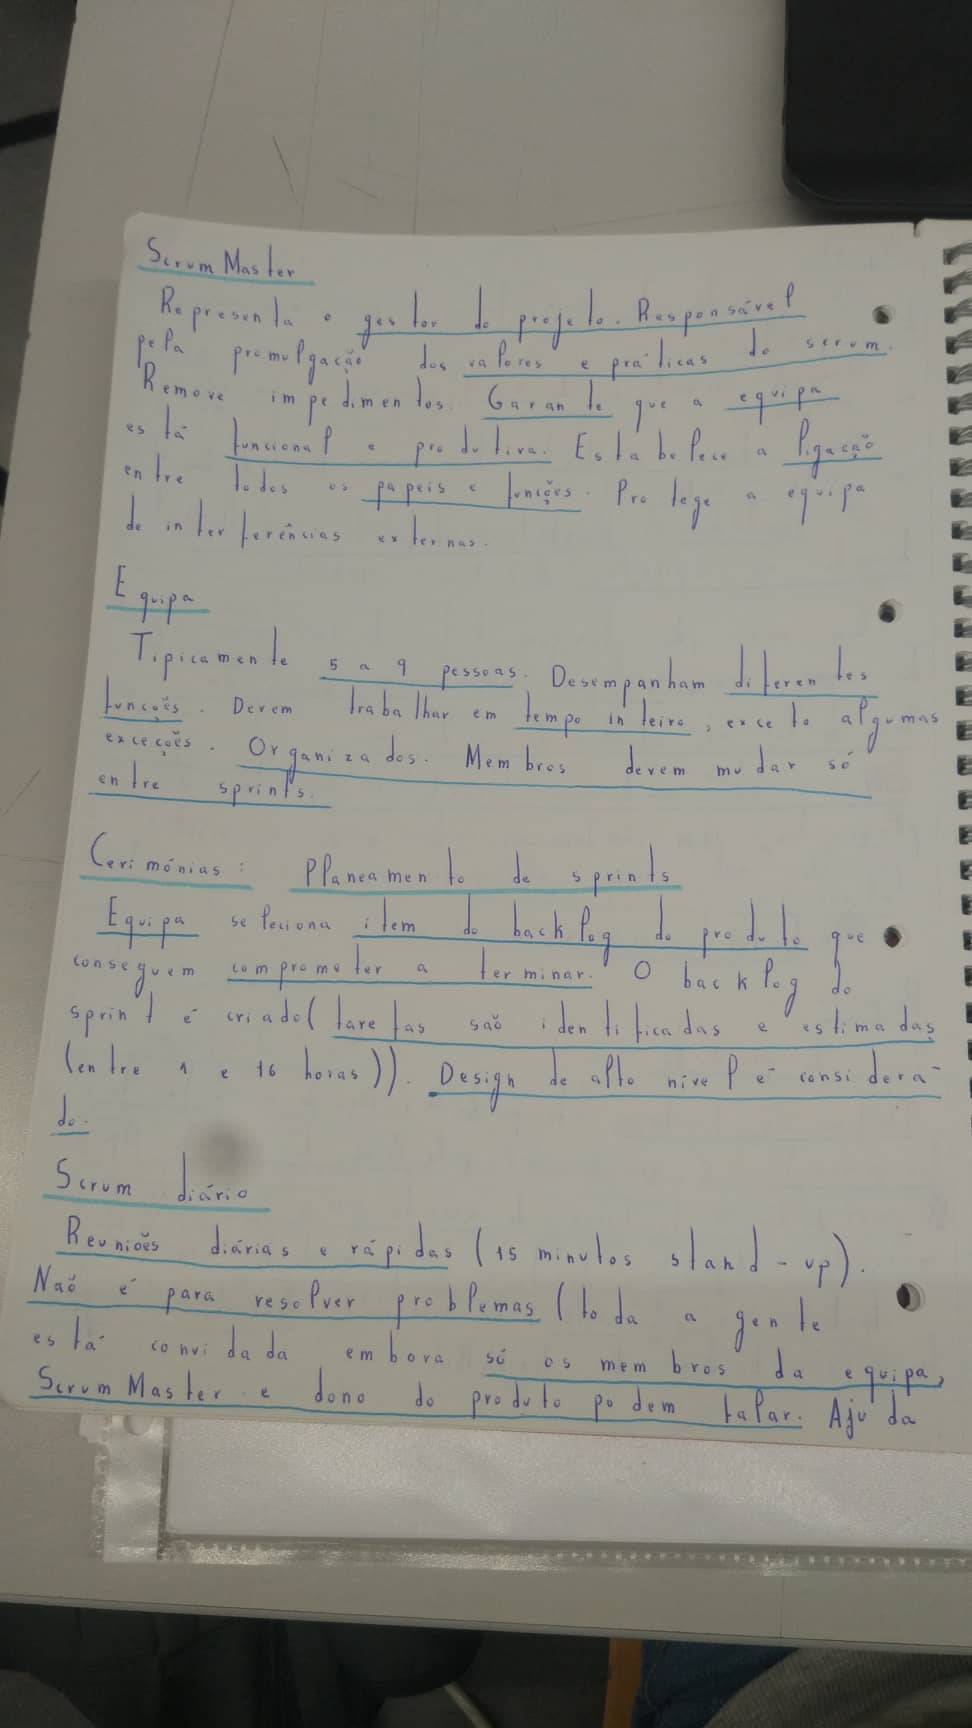 Scrum Master
Representa o gestor do projeto. Responsável
pela promulgação dos valores e práticas do scrum.
Remove impedimentos. Garante que a equipa
está funcional e produtiva. Estabelece a ligação
entre todos os papeis e funções. Protege a equipa
de interferências externas.
Equipa
Tipicamente 5 a 9 pessoas. Desempanham diferentes
funções. Devem trabalhar em tempo inteiro, exceto algumas
exceções. Organizados. Membros devem mudar só
entre sprints.
Cerimónias: Planeamento de sprints
Equipa seleciona item do backlog do produto que
conseguem comprometer a terminar. O backlog do
sprint é criado (tarefas são identificadas e estimadas
(entre 1 e 16 horas)). Design de alto nível é considera-
do.
Scrum diário
Reuniões diárias e rápidas (15 minutos stand-up).
Não é para resolver problemas (toda a gente
está convidada embora só os membros da equipa,
Scrum Master e dono do produto podem falar. Ajuda